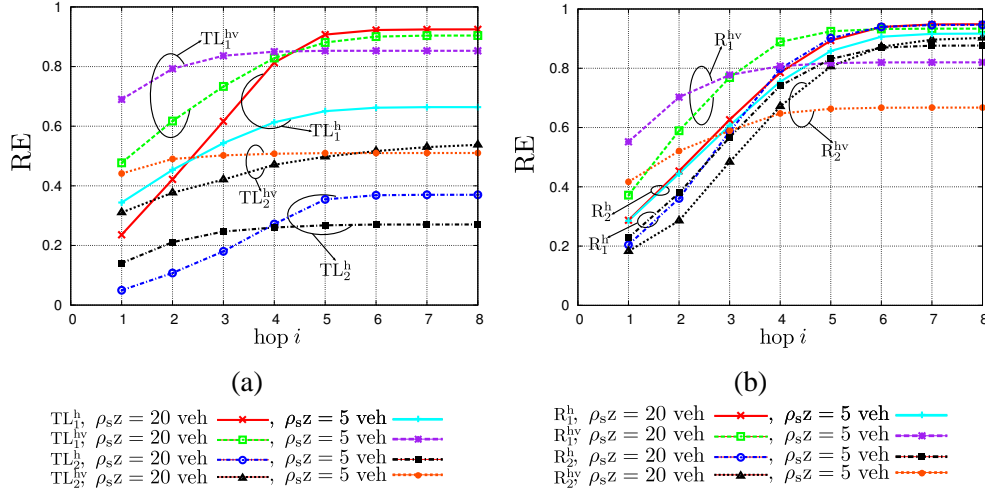 1
0.8
0.6
0.4
0.2
0
RE
0 1 2 3 4 5 6 7 8
hop i
TL₁ʰᵛ
TL₁ʰ
TL₂ʰᵛ
TL₂ʰ
(a)
TL₁ʰ, ρₛz = 20 veh , ρₛz = 5 veh
TL₁ʰᵛ, ρₛz = 20 veh , ρₛz = 5 veh
TL₂ʰ, ρₛz = 20 veh , ρₛz = 5 veh
TL₂ʰᵛ, ρₛz = 20 veh , ρₛz = 5 veh
1
0.8
0.6
0.4
0.2
0
RE
0 1 2 3 4 5 6 7 8
hop i
R₁ʰᵛ
R₂ʰᵛ
R₂ʰ
R₁ʰ
(b)
R₁ʰ, ρₛz = 20 veh , ρₛz = 5 veh
R₁ʰᵛ, ρₛz = 20 veh , ρₛz = 5 veh
R₂ʰ, ρₛz = 20 veh , ρₛz = 5 veh
R₂ʰᵛ, ρₛz = 20 veh , ρₛz = 5 veh